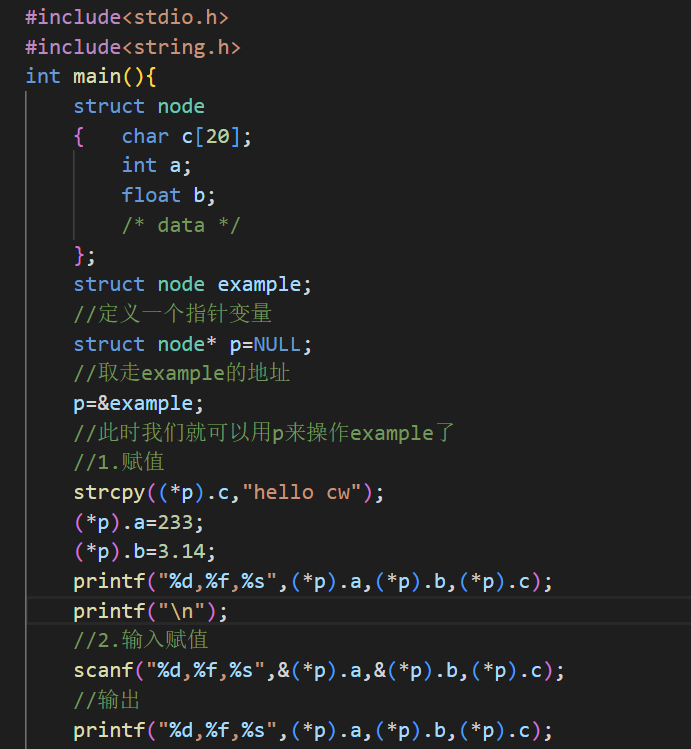 #include<stdio.h>
#include<string.h>
int main(){
    struct node
    {   char c[20];
        int a;
        float b;
        /* data */
    };
    struct node example;
    //定义一个指针变量
    struct node* p=NULL;
    //取走example的地址
    p=&example;
    //此时我们就可以用p来操作example了
    //1.赋值
    strcpy((*p).c,"hello cw");
    (*p).a=233;
    (*p).b=3.14;
    printf("%d,%f,%s",(*p).a,(*p).b,(*p).c);
    printf("\n");
    //2.输入赋值
    scanf("%d,%f,%s",&(*p).a,&(*p).b,(*p).c);
    //输出
    printf("%d,%f,%s",(*p).a,(*p).b,(*p).c);